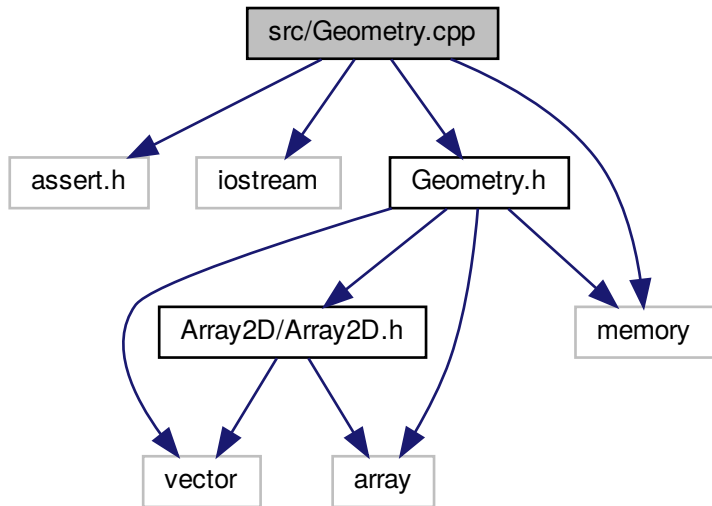 src/Geometry.cpp
assert.h
iostream
Geometry.h
Array2D/Array2D.h
memory
vector
array